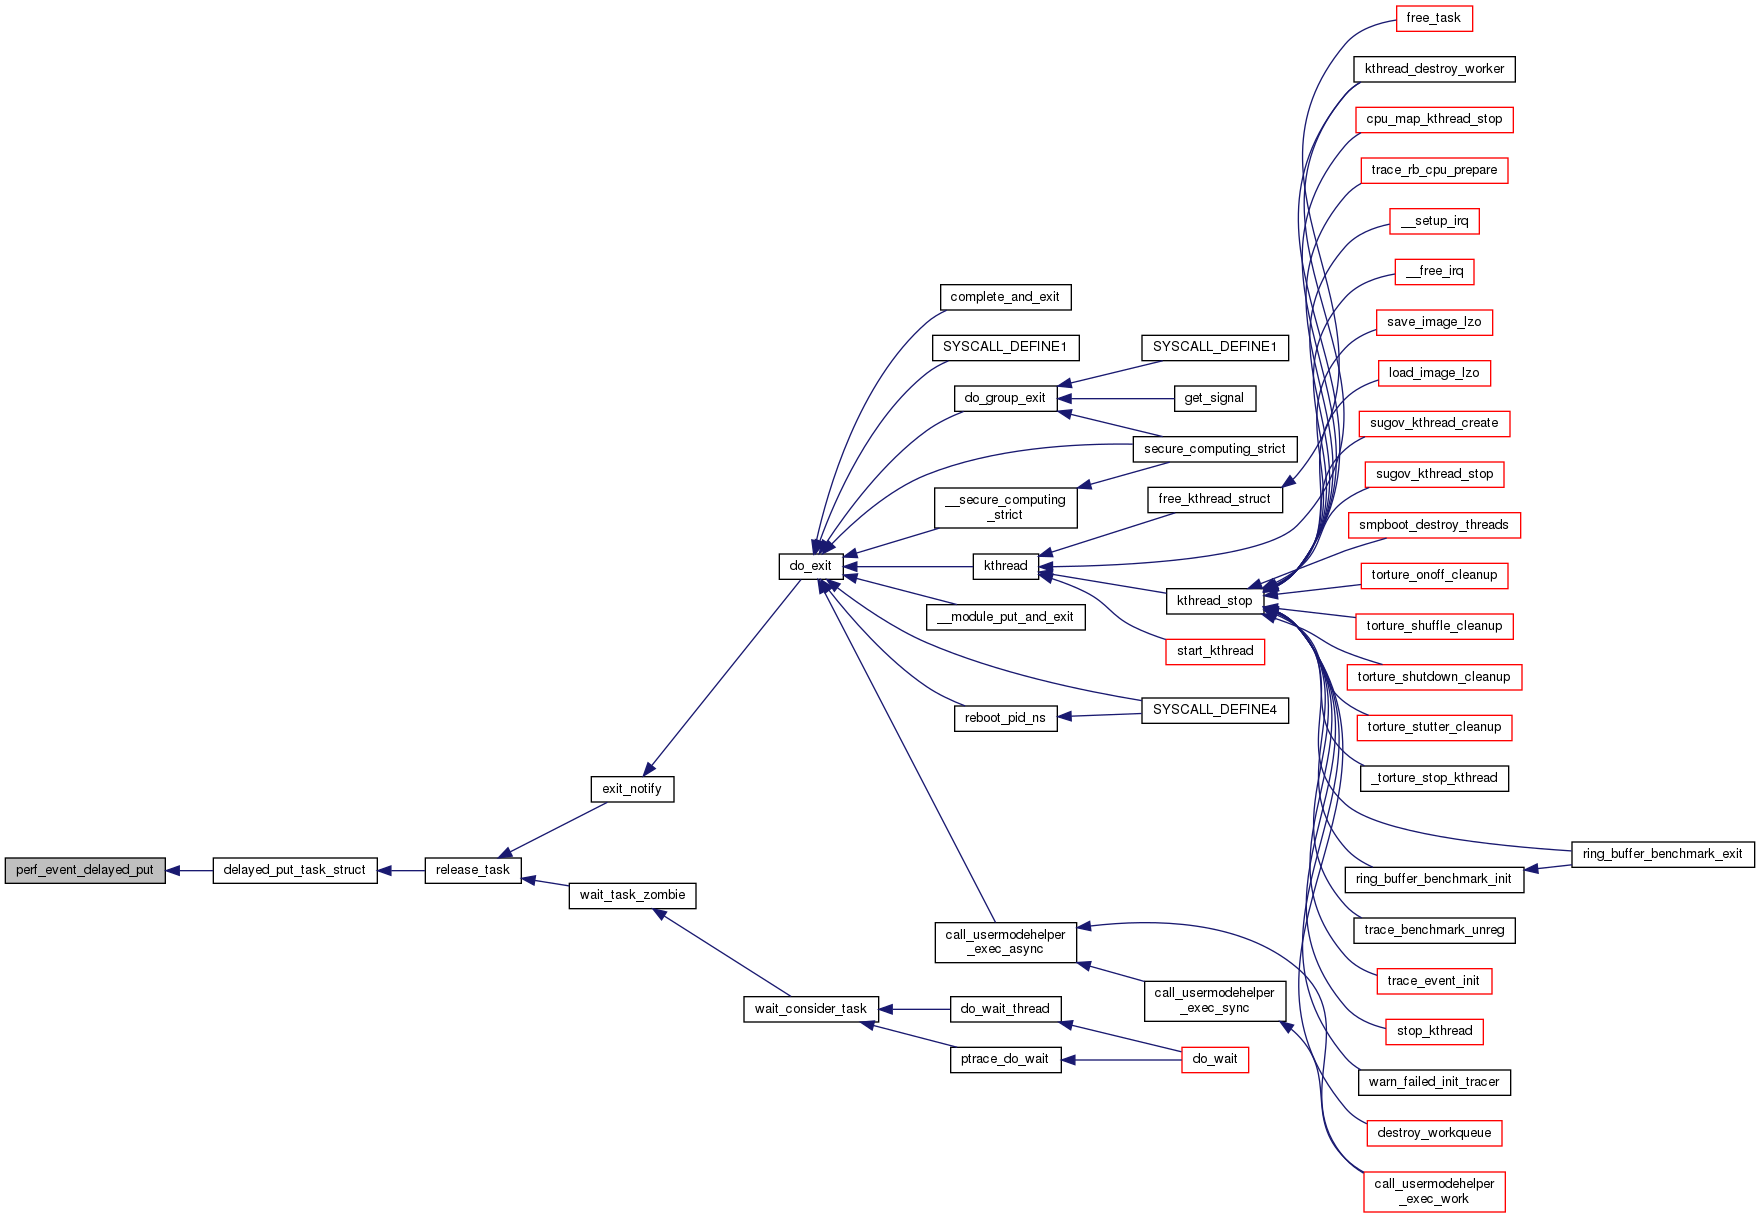 free_task
kthread_destroy_worker
cpu_map_kthread_stop
trace_rb_cpu_prepare
__setup_irq
__free_irq
complete_and_exit
save_image_lzo
SYSCALL_DEFINE1
SYSCALL_DEFINE1
load_image_lzo
do_group_exit
get_signal
sugov_kthread_create
secure_computing_strict
sugov_kthread_stop
__secure_computing
_strict
free_kthread_struct
smpboot_destroy_threads
do_exit
kthread
torture_onoff_cleanup
kthread_stop
__module_put_and_exit
torture_shuffle_cleanup
start_kthread
torture_shutdown_cleanup
reboot_pid_ns
SYSCALL_DEFINE4
torture_stutter_cleanup
exit_notify
_torture_stop_kthread
ring_buffer_benchmark_exit
perf_event_delayed_put
delayed_put_task_struct
release_task
wait_task_zombie
ring_buffer_benchmark_init
call_usermodehelper
_exec_async
trace_benchmark_unreg
trace_event_init
call_usermodehelper
_exec_sync
wait_consider_task
do_wait_thread
stop_kthread
ptrace_do_wait
do_wait
warn_failed_init_tracer
destroy_workqueue
call_usermodehelper
_exec_work